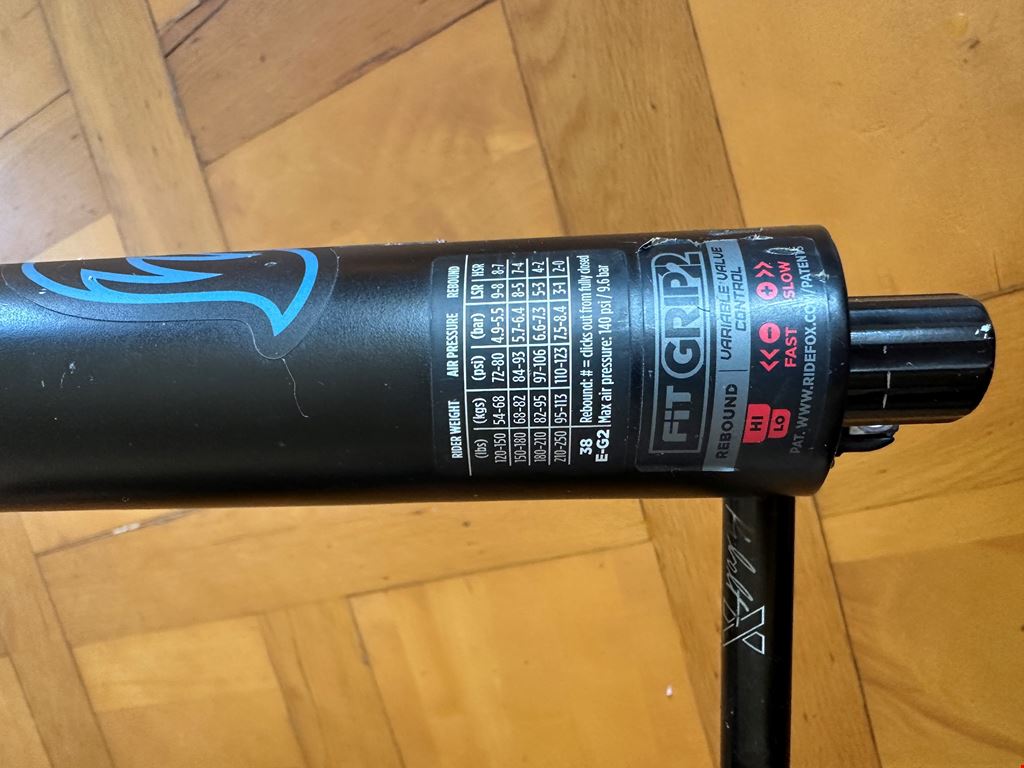 RIDER WEIGHT AIR PRESSURE REBOUND
(lbs) (kgs) (psi) (bar) LSR HSR
120-150 54-68 72-80 4.9-5.5 9-8 8-7
150-180 68-82 84-93 5.7-6.4 8-5 7-4
180-210 82-95 97-106 6.6-7.3 5-3 4-2
210-250 95-113 110-123 7.5-8.4 3-1 2-0
38 Rebound: # = clicks out from fully closed
E-G2 Max air pressure: 140 psi / 9.6 bar
FiT GRIP2
REBOUND VARIABLE VALVE
CONTROL
HI
LO
FAST SLOW
PAT. WWW.RIDEFOX.COM/PATENTS